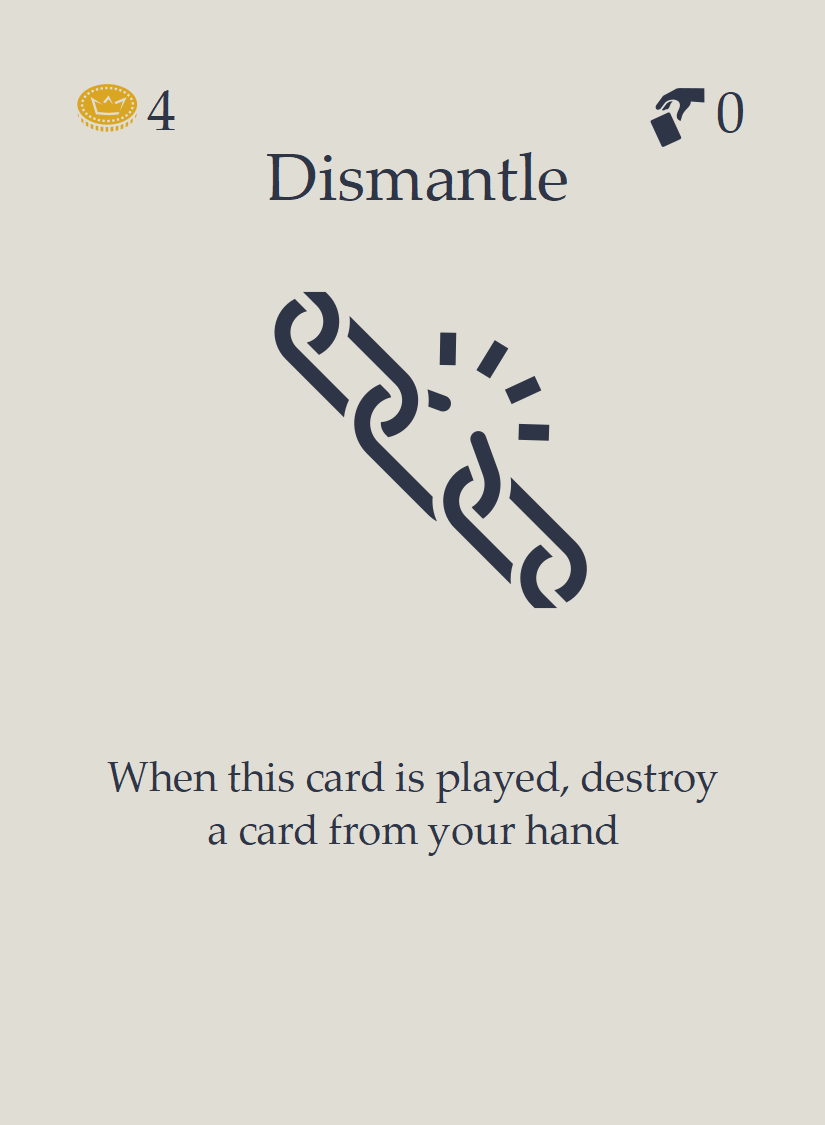 4
0
Dismantle
When this card is played, destroy
a card from your hand